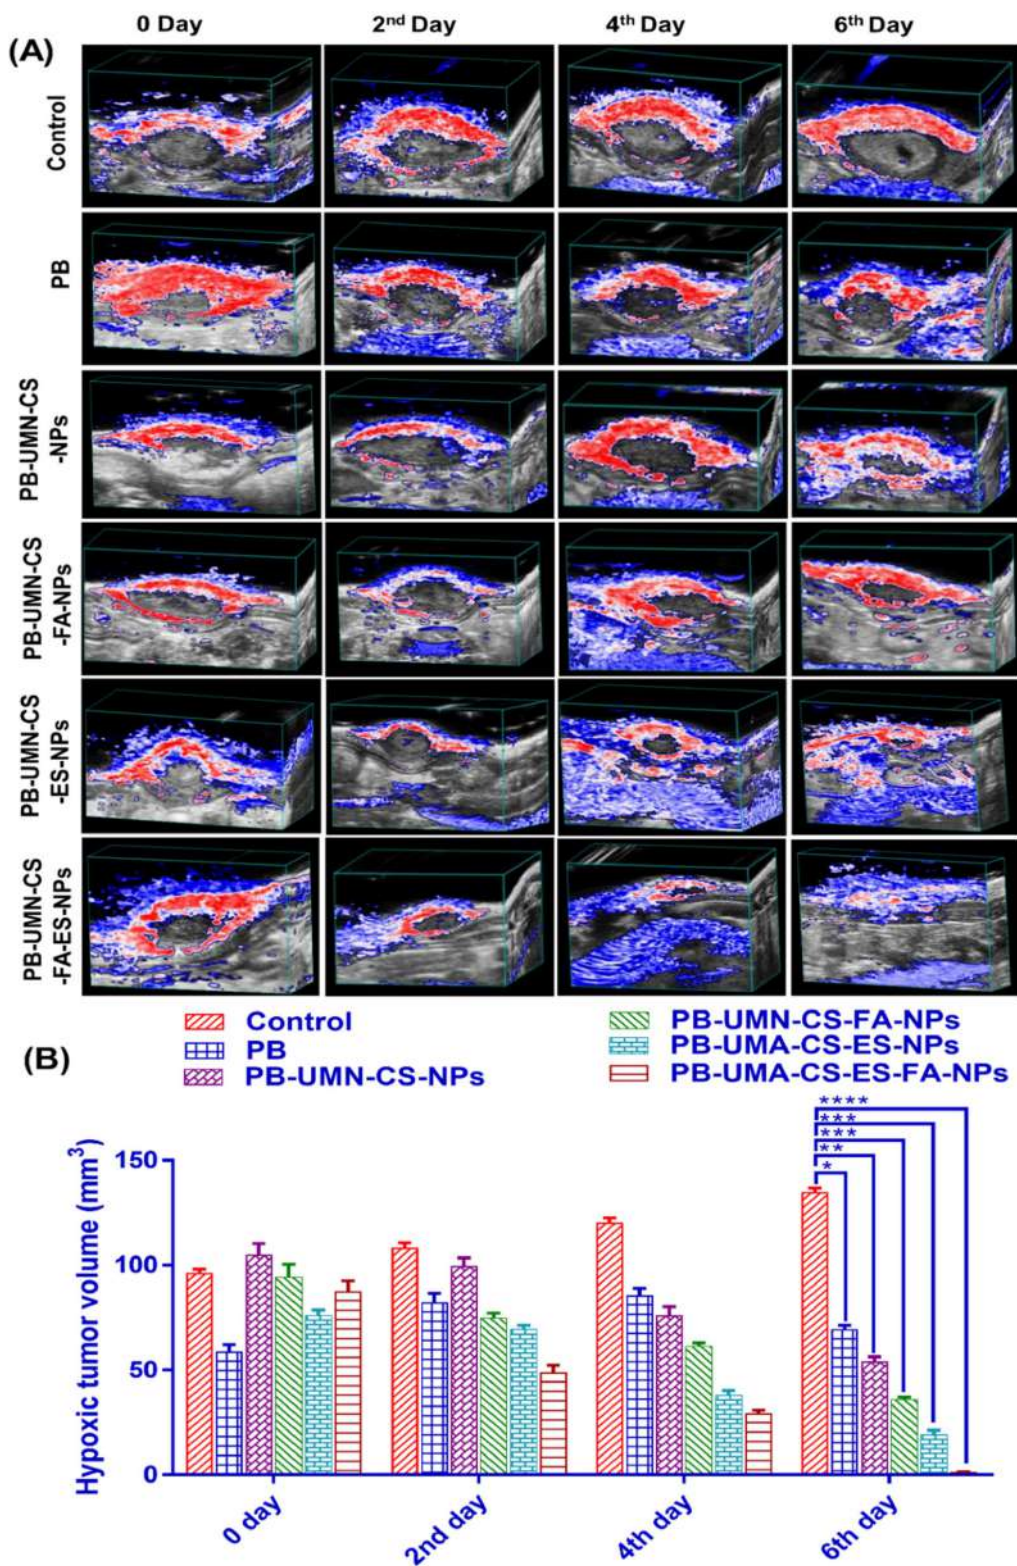 0 Day 2nd Day 4th Day 6th Day
(A)
Control
PB
PB-UMN-CS
-NPs
PB-UMN-CS
-FA-NPs
PB-UMN-CS
-ES-NPs
PB-UMN-CS
-FA-ES-NPs
Control PB-UMN-CS-FA-NPs
PB PB-UMA-CS-ES-NPs
PB-UMN-CS-NPs PB-UMA-CS-ES-FA-NPs
(B)
****
***
***
**
*
Hypoxic tumor volume (mm³)
150
100
50
0
0 day 2nd day 4th day 6th day